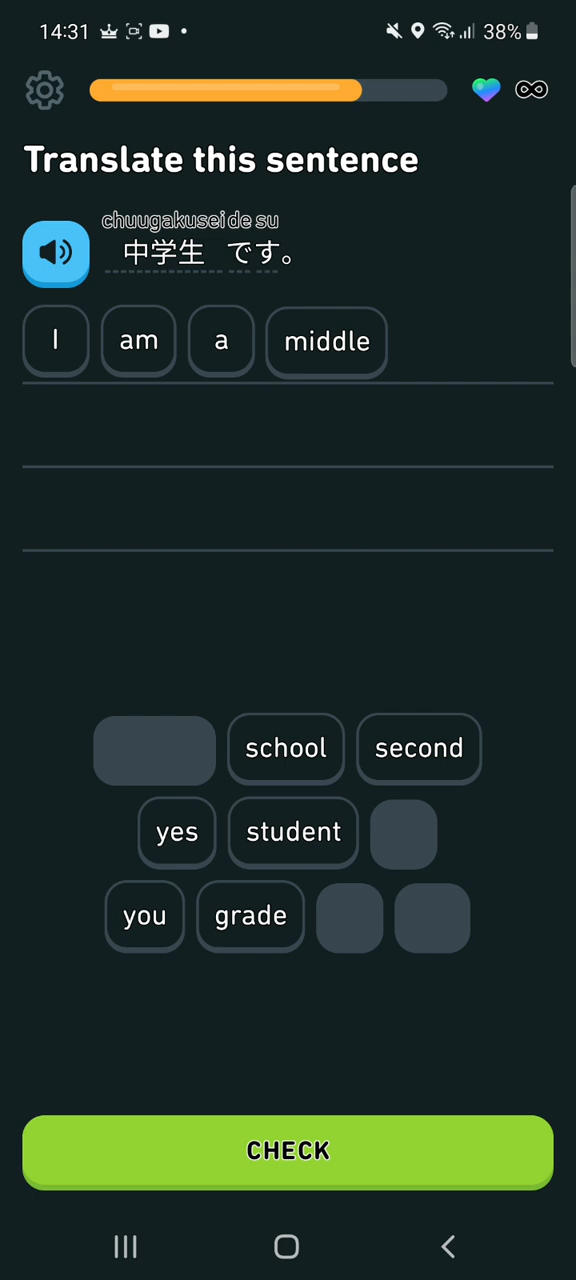 14:31 38%
Translate this sentence
chuugakusei de su
中学生 です。
I am a middle
school second
yes student
you grade
CHECK